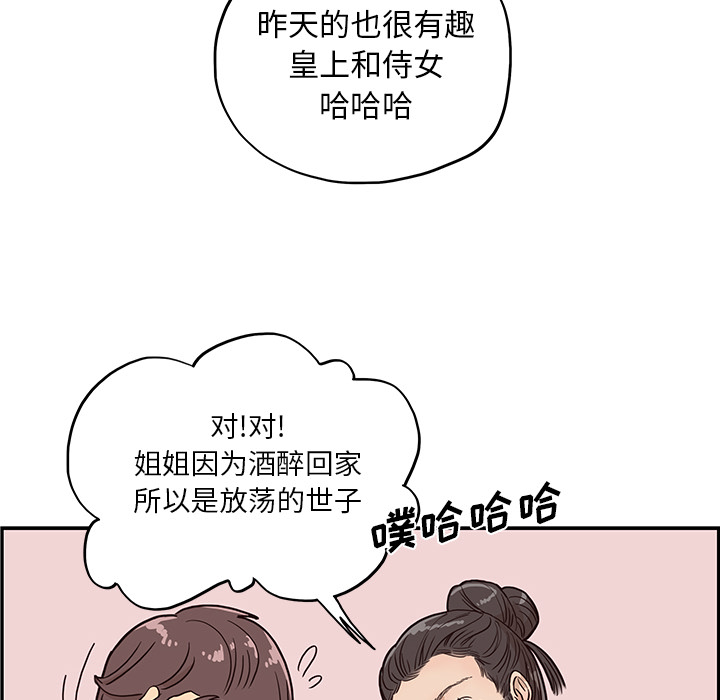 昨天的也很有趣
皇上和侍女
哈哈哈
对!对!
姐姐因为酒醉回家
所以是放荡的世子
噗哈哈哈